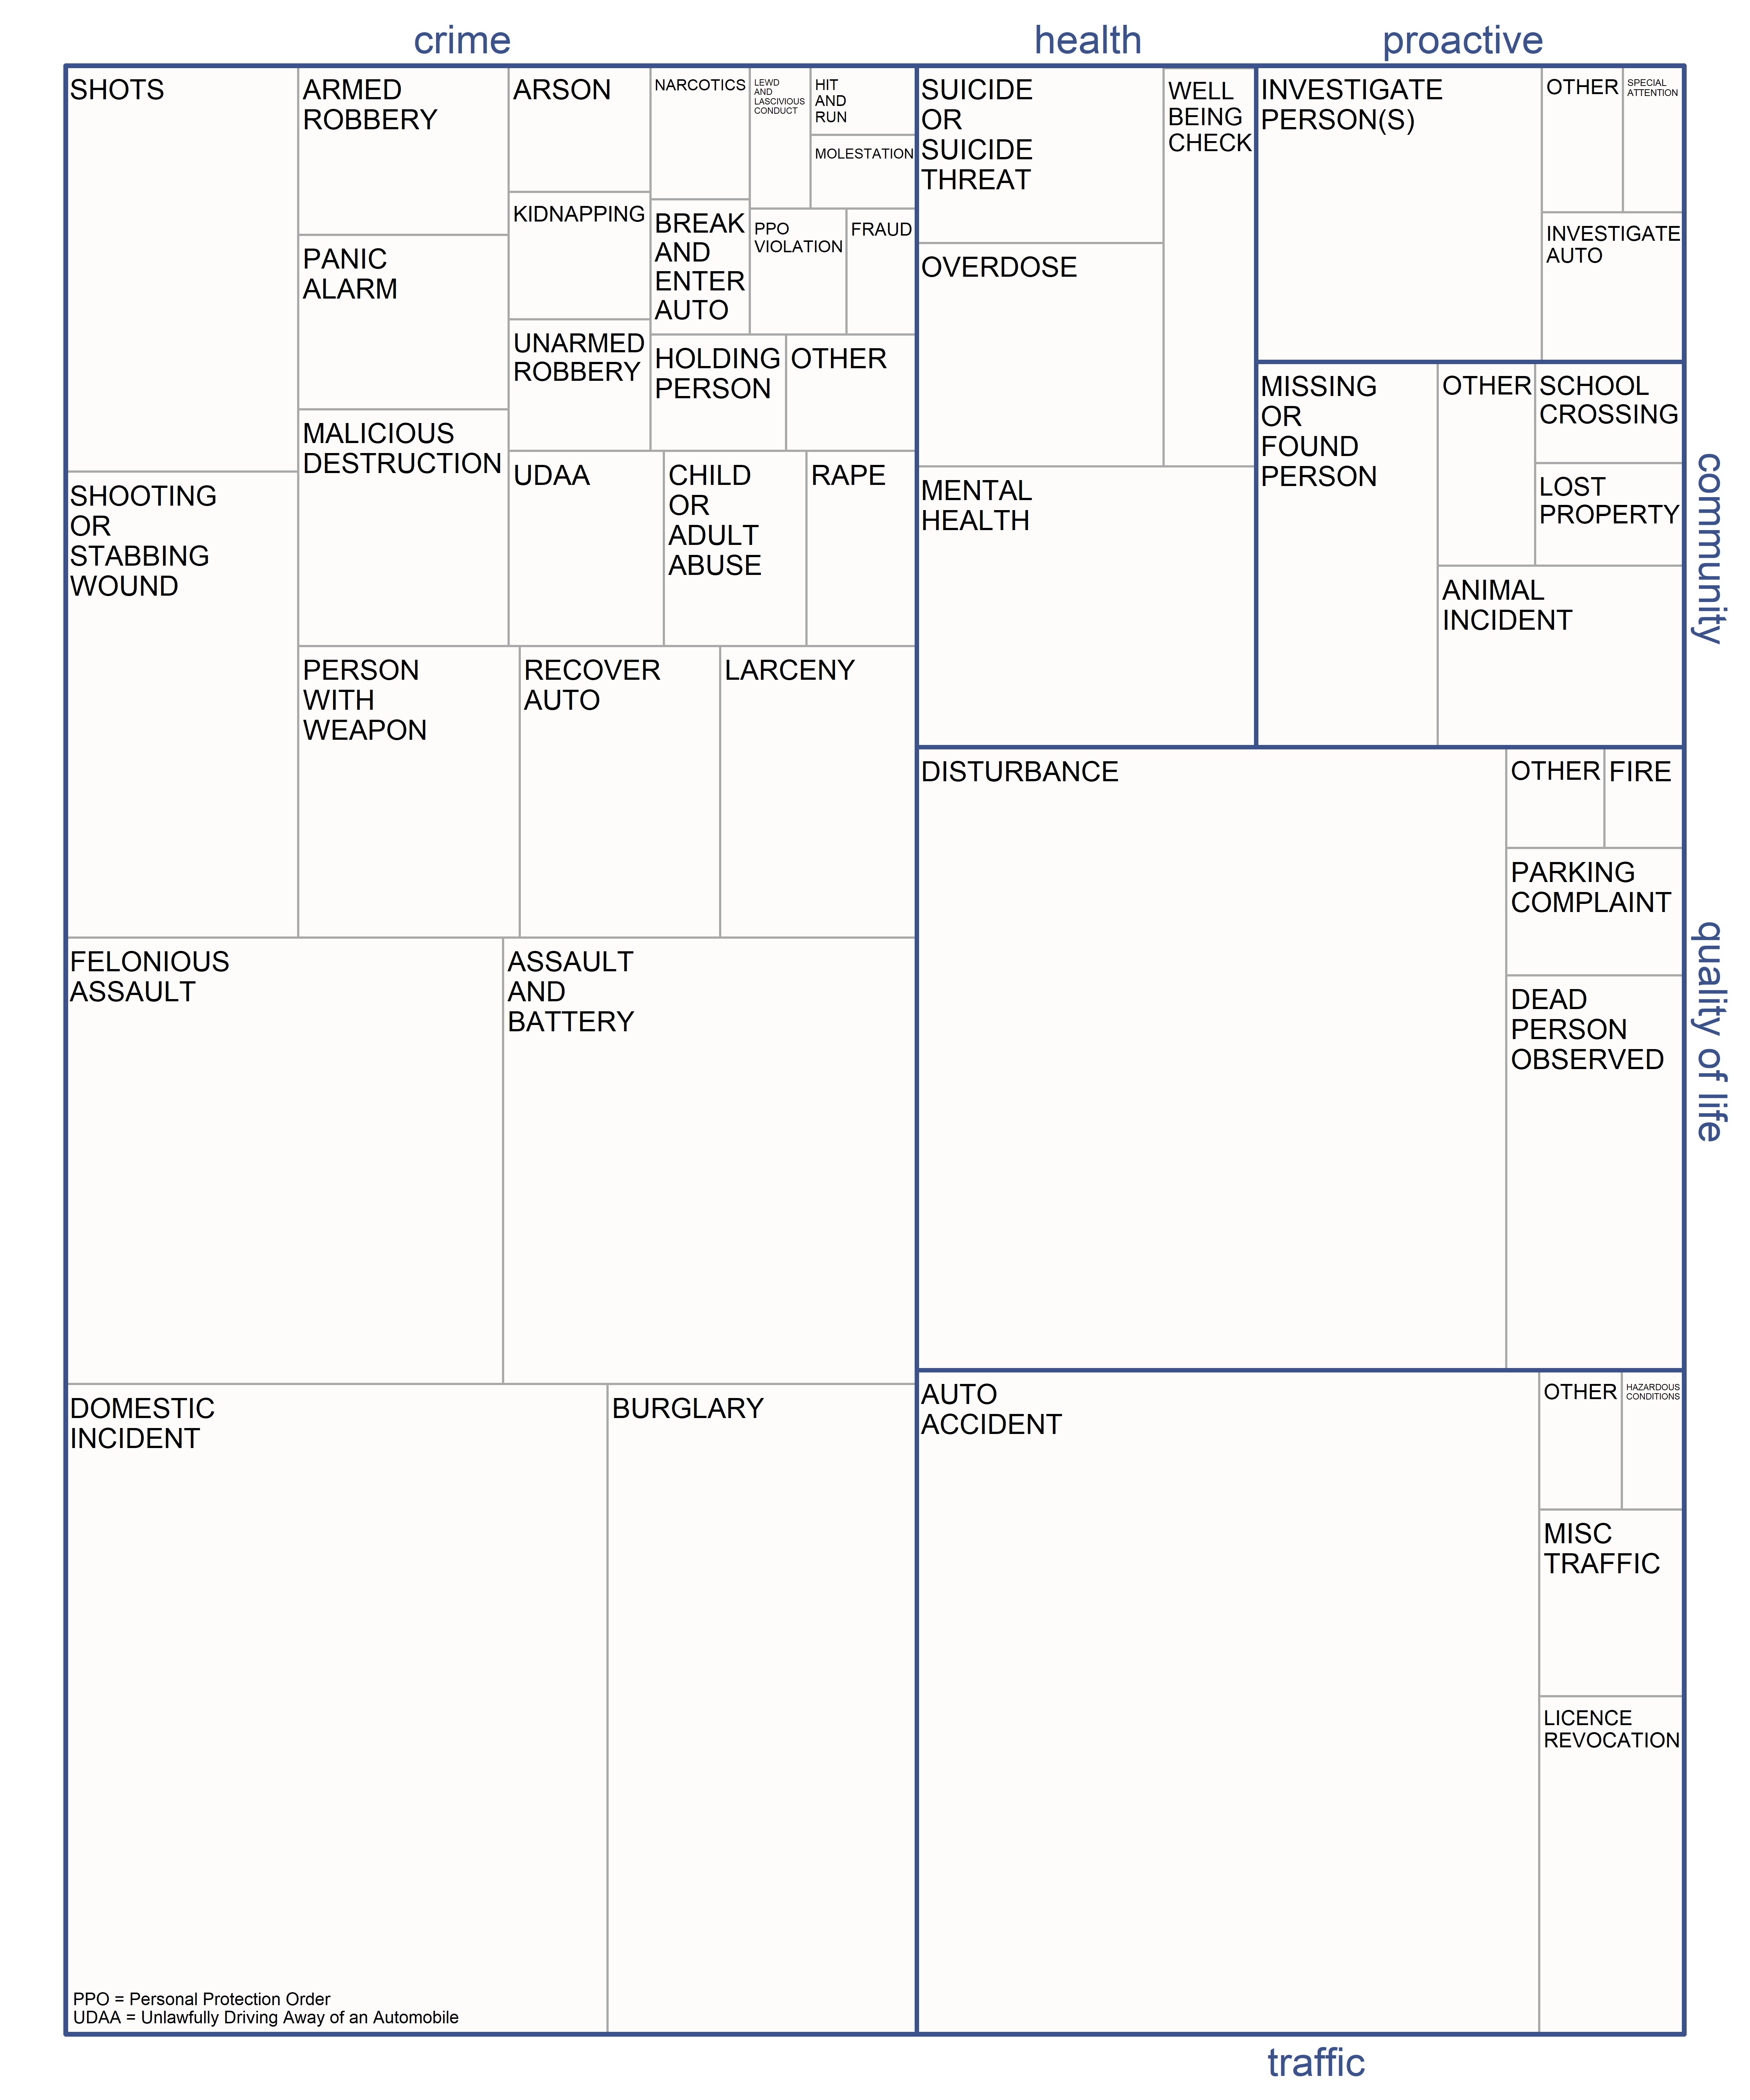 crime
health
proactive
SHOTS
ARMED
ROBBERY
ARSON
NARCOTICS
LEWD
AND
LASCIVIOUS
CONDUCT
HIT
AND
RUN
MOLESTATION
KIDNAPPING
BREAK
AND
ENTER
AUTO
PPO
VIOLATION
FRAUD
PANIC
ALARM
UNARMED
ROBBERY
HOLDING
PERSON
OTHER
MALICIOUS
DESTRUCTION
UDAA
CHILD
OR
ADULT
ABUSE
RAPE
SHOOTING
OR
STABBING
WOUND
PERSON
WITH
WEAPON
RECOVER
AUTO
LARCENY
FELONIOUS
ASSAULT
ASSAULT
AND
BATTERY
DOMESTIC
INCIDENT
BURGLARY
PPO = Personal Protection Order
UDAA = Unlawfully Driving Away of an Automobile
SUICIDE
OR
SUICIDE
THREAT
WELL
BEING
CHECK
OVERDOSE
MENTAL
HEALTH
INVESTIGATE
PERSON(S)
OTHER
SPECIAL
ATTENTION
INVESTIGATE
AUTO
MISSING
OR
FOUND
PERSON
OTHER
SCHOOL
CROSSING
LOST
PROPERTY
ANIMAL
INCIDENT
community
DISTURBANCE
OTHER
FIRE
PARKING
COMPLAINT
DEAD
PERSON
OBSERVED
quality of life
AUTO
ACCIDENT
OTHER
HAZARDOUS
CONDITIONS
MISC
TRAFFIC
LICENCE
REVOCATION
traffic